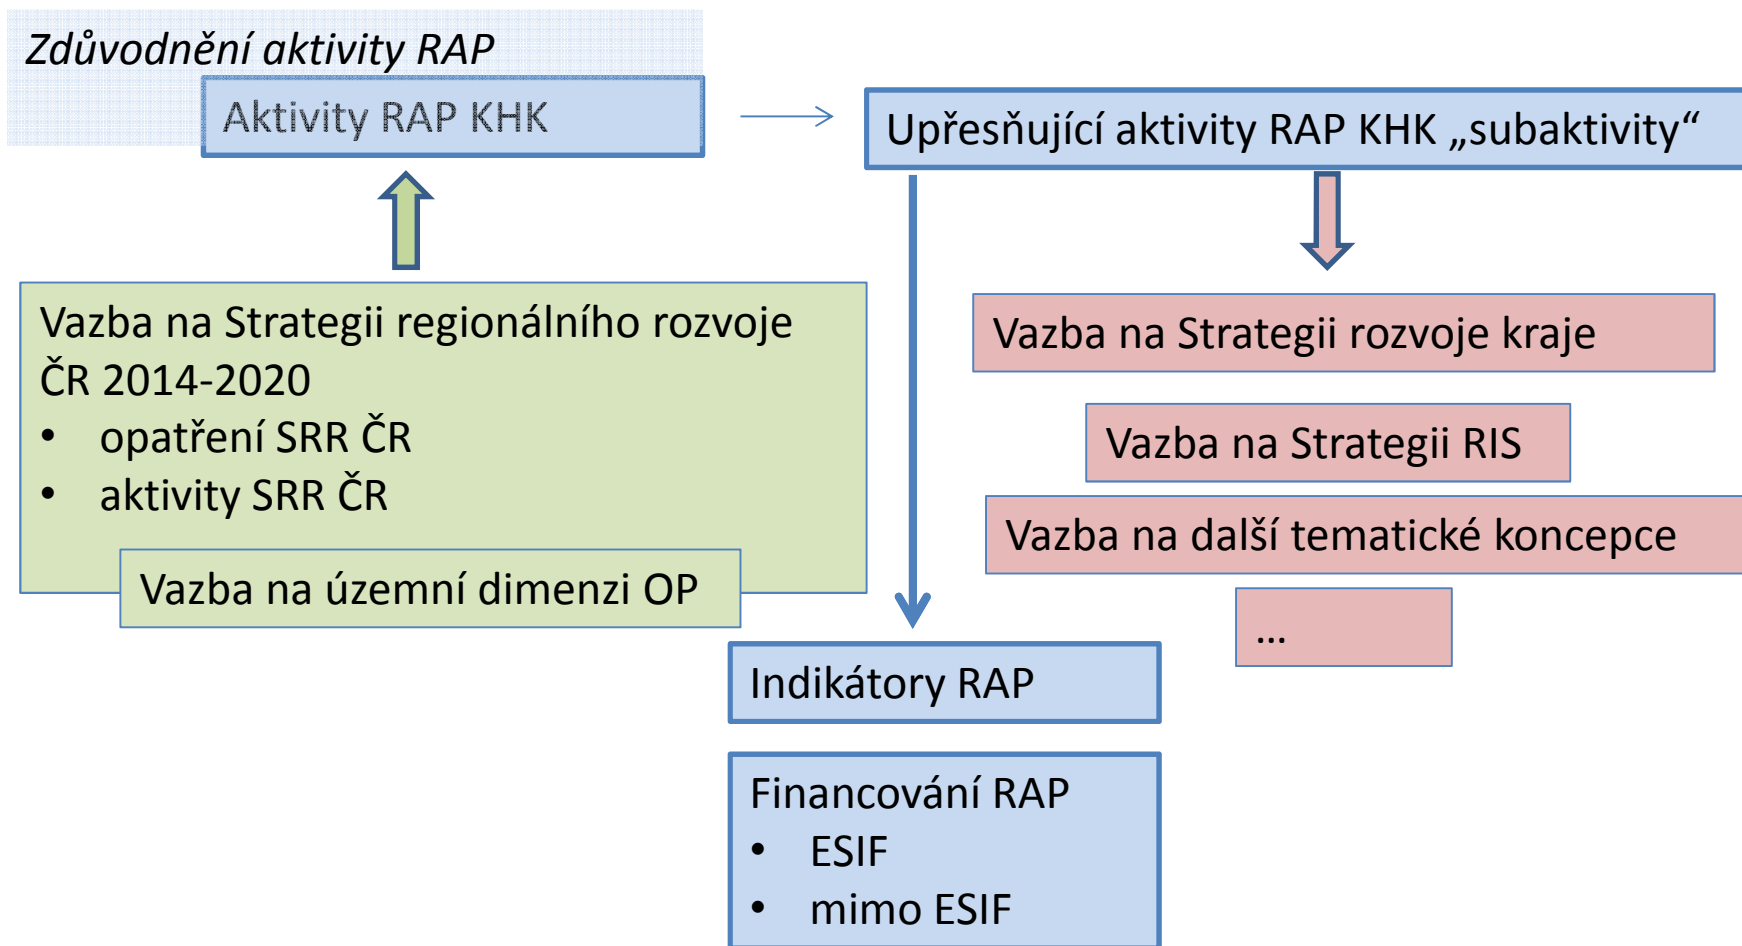 Zdůvodnění aktivity RAP
Aktivity RAP KHK
Upřesňující aktivity RAP KHK „subaktivity“
Vazba na Strategii regionálního rozvoje
ČR 2014-2020
• opatření SRR ČR
• aktivity SRR ČR
Vazba na územní dimenzi OP
Vazba na Strategii rozvoje kraje
Vazba na Strategii RIS
Vazba na další tematické koncepce
...
Indikátory RAP
Financování RAP
• ESIF
• mimo ESIF